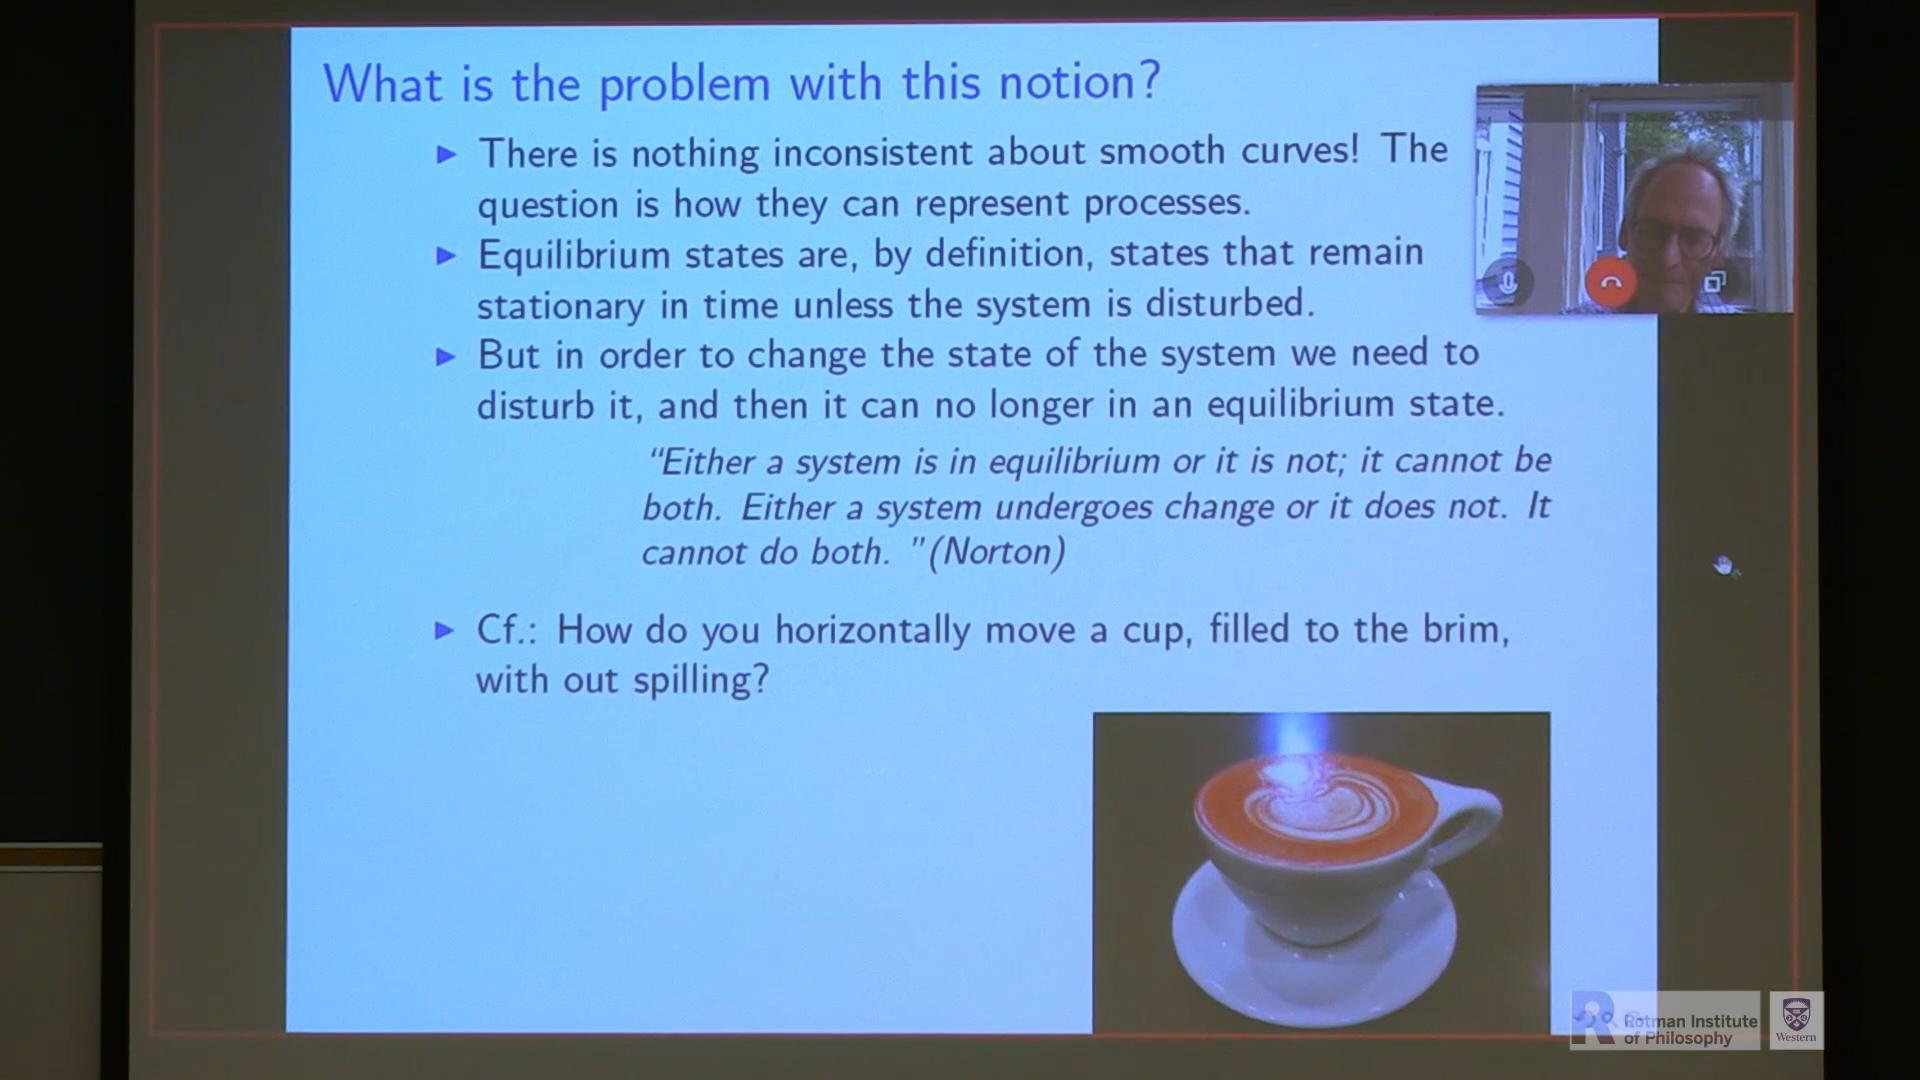 What is the problem with this notion?
There is nothing inconsistent about smooth curves! The
question is how they can represent processes.
Equilibrium states are, by definition, states that remain
stationary in time unless the system is disturbed.
But in order to change the state of the system we need to
disturb it, and then it can no longer in an equilibrium state.
"Either a system is in equilibrium or it is not; it cannot be
both. Either a system undergoes change or it does not. It
cannot do both. "(Norton)
Cf.: How do you horizontally move a cup, filled to the brim,
with out spilling?
Rotman Institute
of Philosophy
Western